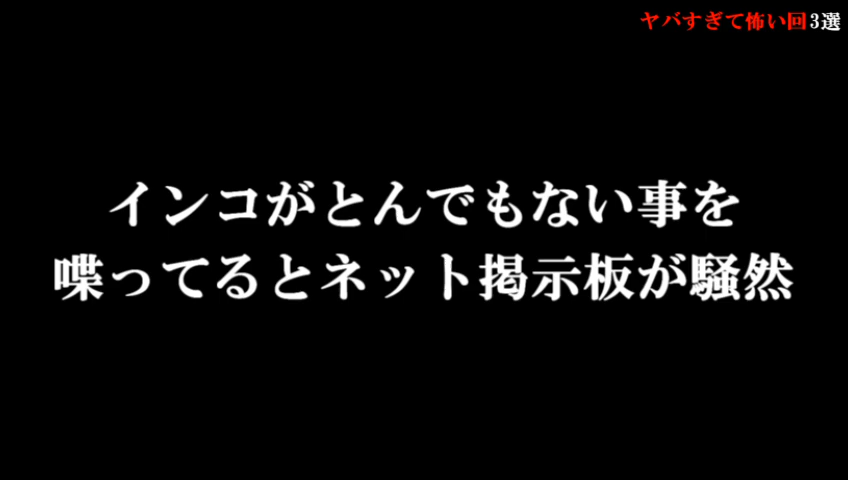 ヤバすぎて怖い回3選
インコがとんでもない事を
喋ってるとネット掲示板が騒然